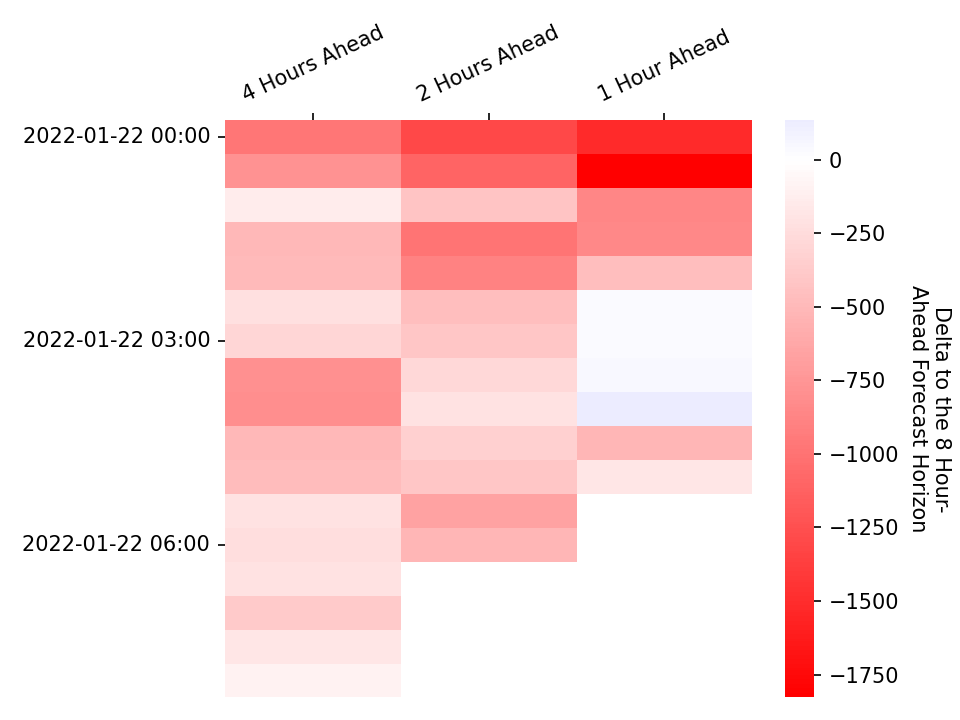 4 Hours Ahead
2 Hours Ahead
1 Hour Ahead
2022-01-22 00:00
2022-01-22 03:00
2022-01-22 06:00
0
−250
−500
−750
−1000
−1250
−1500
−1750
Delta to the 8 Hour-
Ahead Forecast Horizon